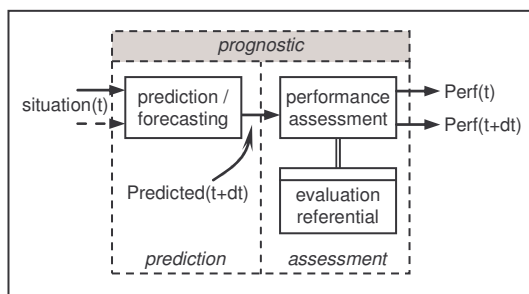 prognostic
situation(t)
prediction /
forecasting
performance
assessment
Perf(t)
Perf(t+dt)
Predicted(t+dt)
evaluation
referential
prediction
assessment